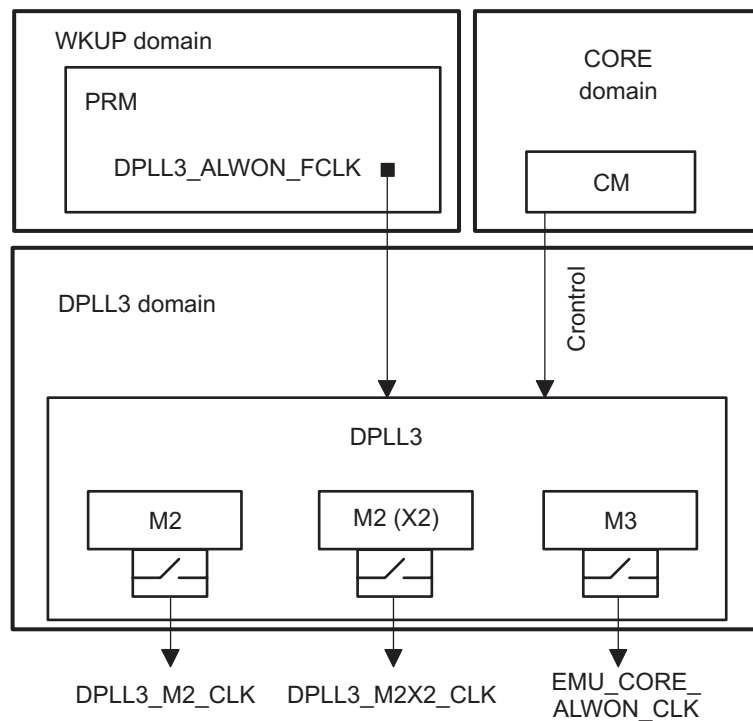 WKUP domain
CORE
domain
PRM
DPLL3_ALWON_FCLK
CM
DPLL3 domain
Crontrol
DPLL3
M2
M2 (X2)
M3
DPLL3_M2_CLK
DPLL3_M2X2_CLK
EMU_CORE_
ALWON_CLK